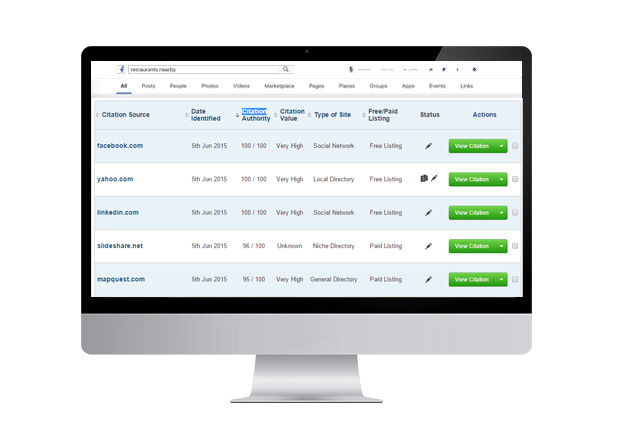 restaurants nearby
All Posts People Photos Videos Marketplace Pages Places Groups Apps Events Links
Citation Source Date Identified Citation Authority Citation Value Type of Site Free/Paid Listing Status Actions
facebook.com 5th Jun 2015 100 / 100 Very High Social Network Free Listing View Citation
yahoo.com 5th Jun 2015 100 / 100 Very High Local Directory Free Listing View Citation
linkedin.com 5th Jun 2015 100 / 100 Very High Social Network Free Listing View Citation
slideshare.net 5th Jun 2015 96 / 100 Unknown Niche Directory Paid Listing View Citation
mapquest.com 5th Jun 2015 95 / 100 Very High General Directory Paid Listing View Citation